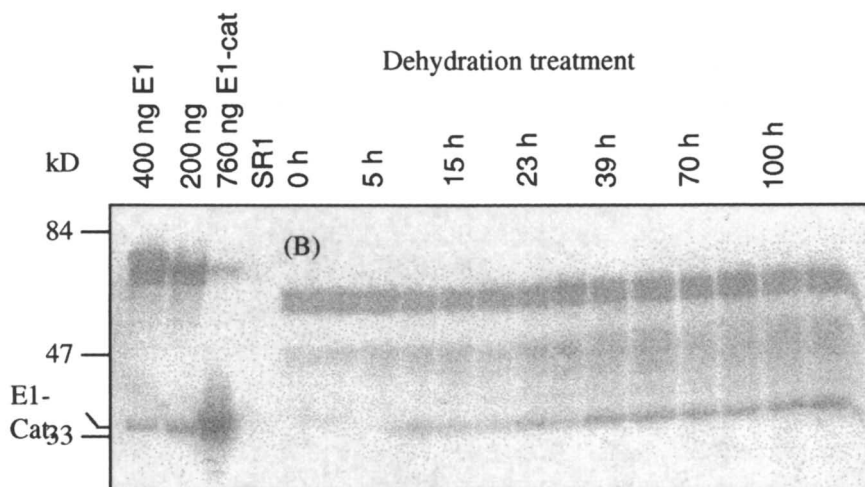 Dehydration treatment
kD
400 ng E1
200 ng
760 ng E1-cat
SR1
0 h
5 h
15 h
23 h
39 h
70 h
100 h
84
(B)
47
E1-
Cat
33